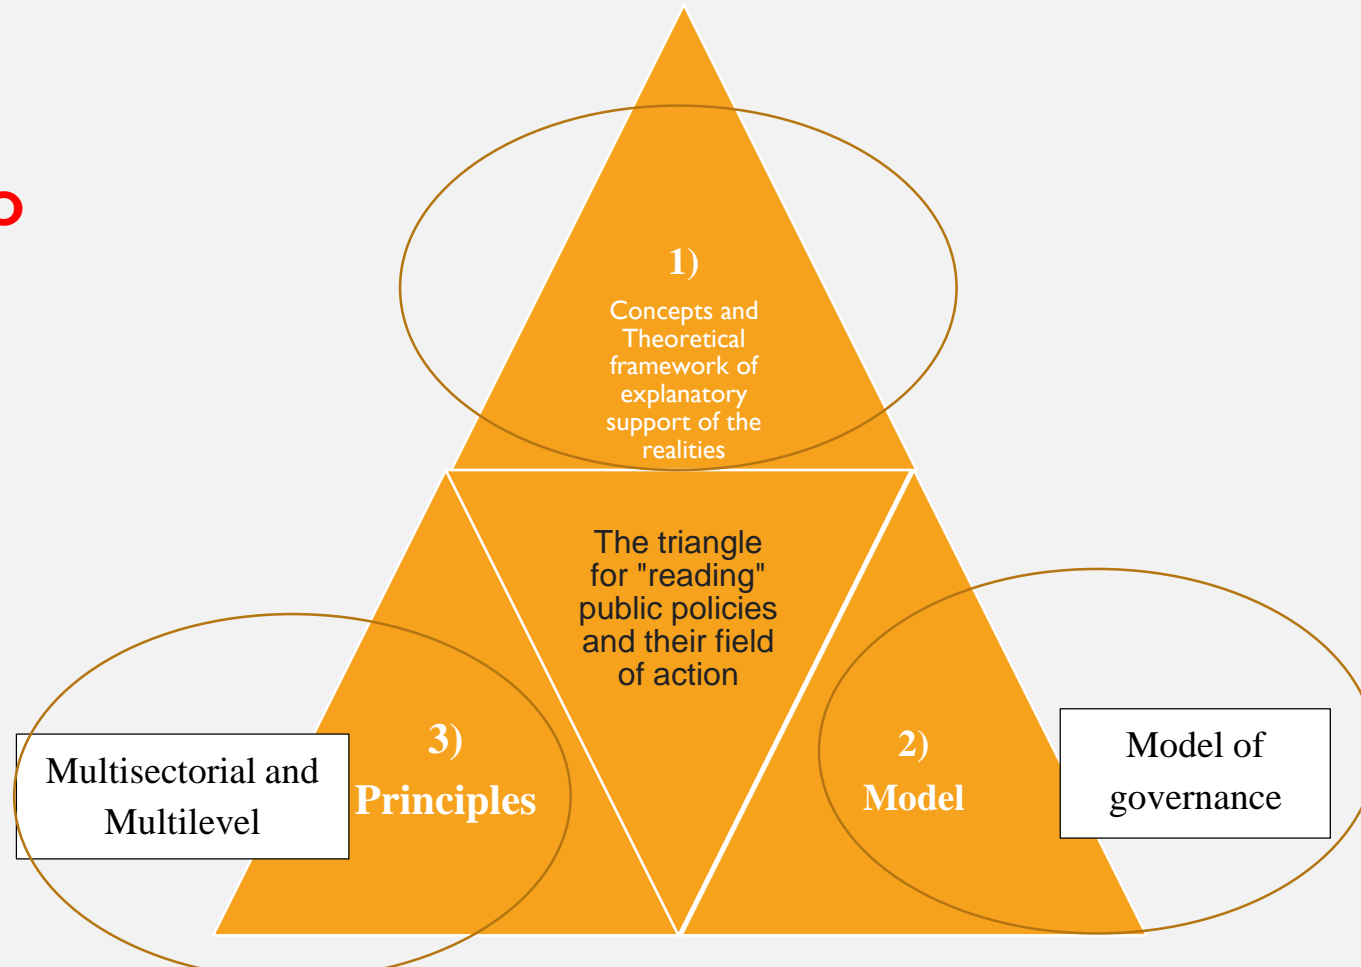 1)
Concepts and
Theoretical
framework of
explanatory
support of the
realities
The triangle
for "reading"
public policies
and their field
of action
3)
Principles
Multisectorial and
Multilevel
2)
Model
Model of
governance